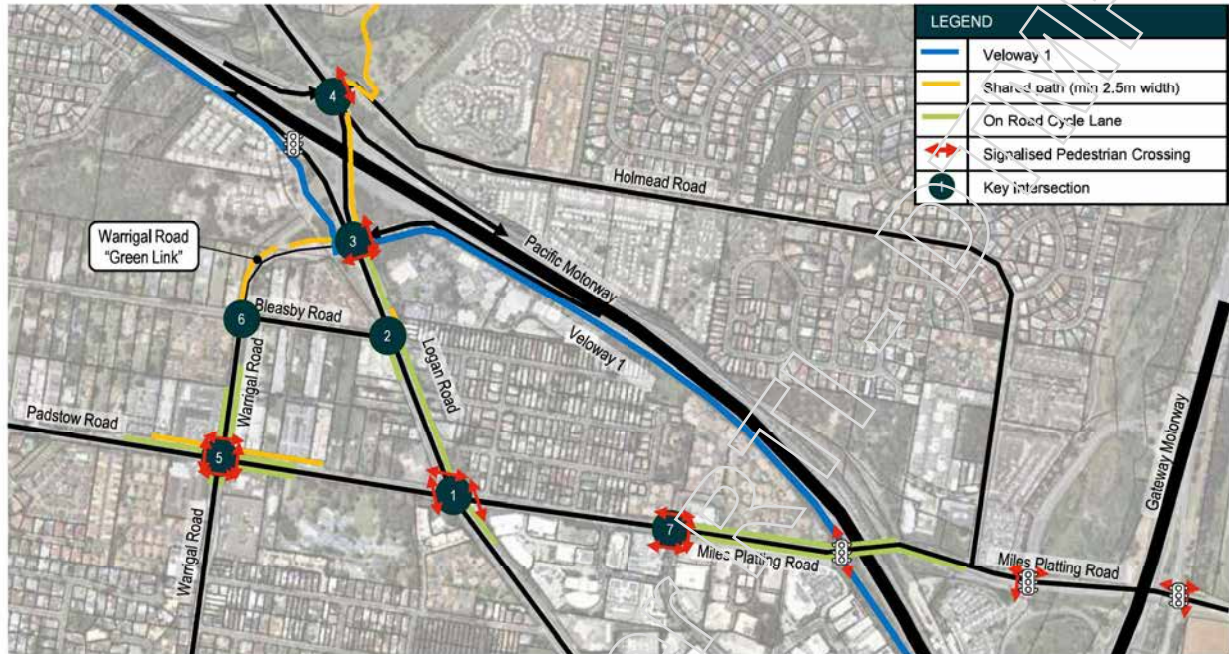 LEGEND
Veloway 1
Shared path (min 2.5m width)
On Road Cycle Lane
Signalised Pedestrian Crossing
1
Key Intersection
4
Holmead Road
3
Warrigal Road
"Green Link"
Pacific Motorway
6
Bleasby Road
2
Veloway 1
Logan Road
Warrigal Road
Padstow Road
5
1
7
Miles Platting Road
Miles Platting Road
Gateway Motorway
Warrigal Road